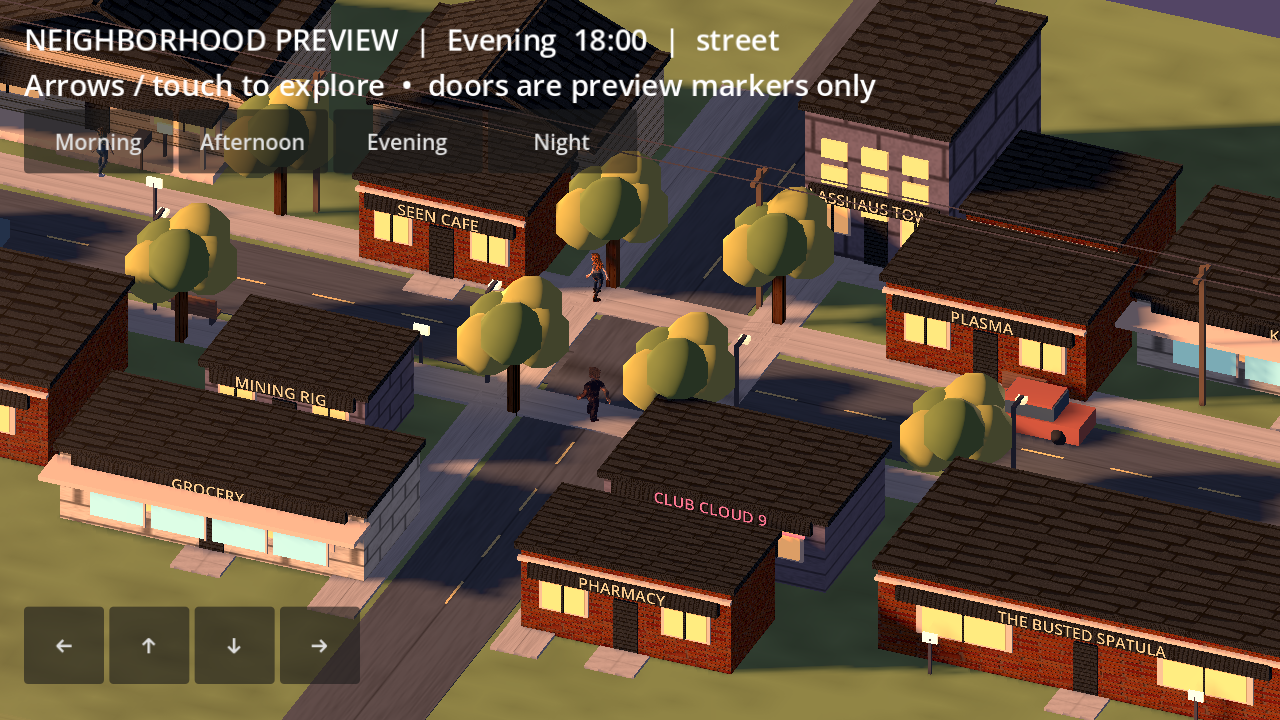 NEIGHBORHOOD PREVIEW | Evening 18:00 | street
Arrows / touch to explore • doors are preview markers only
Morning Afternoon Evening Night
SEEN CAFE
PLASMA
MINING RIG
GROCERY
CLUB CLOUD 9
PHARMACY
THE BUSTED SPATULA
← ↑ ↓ →